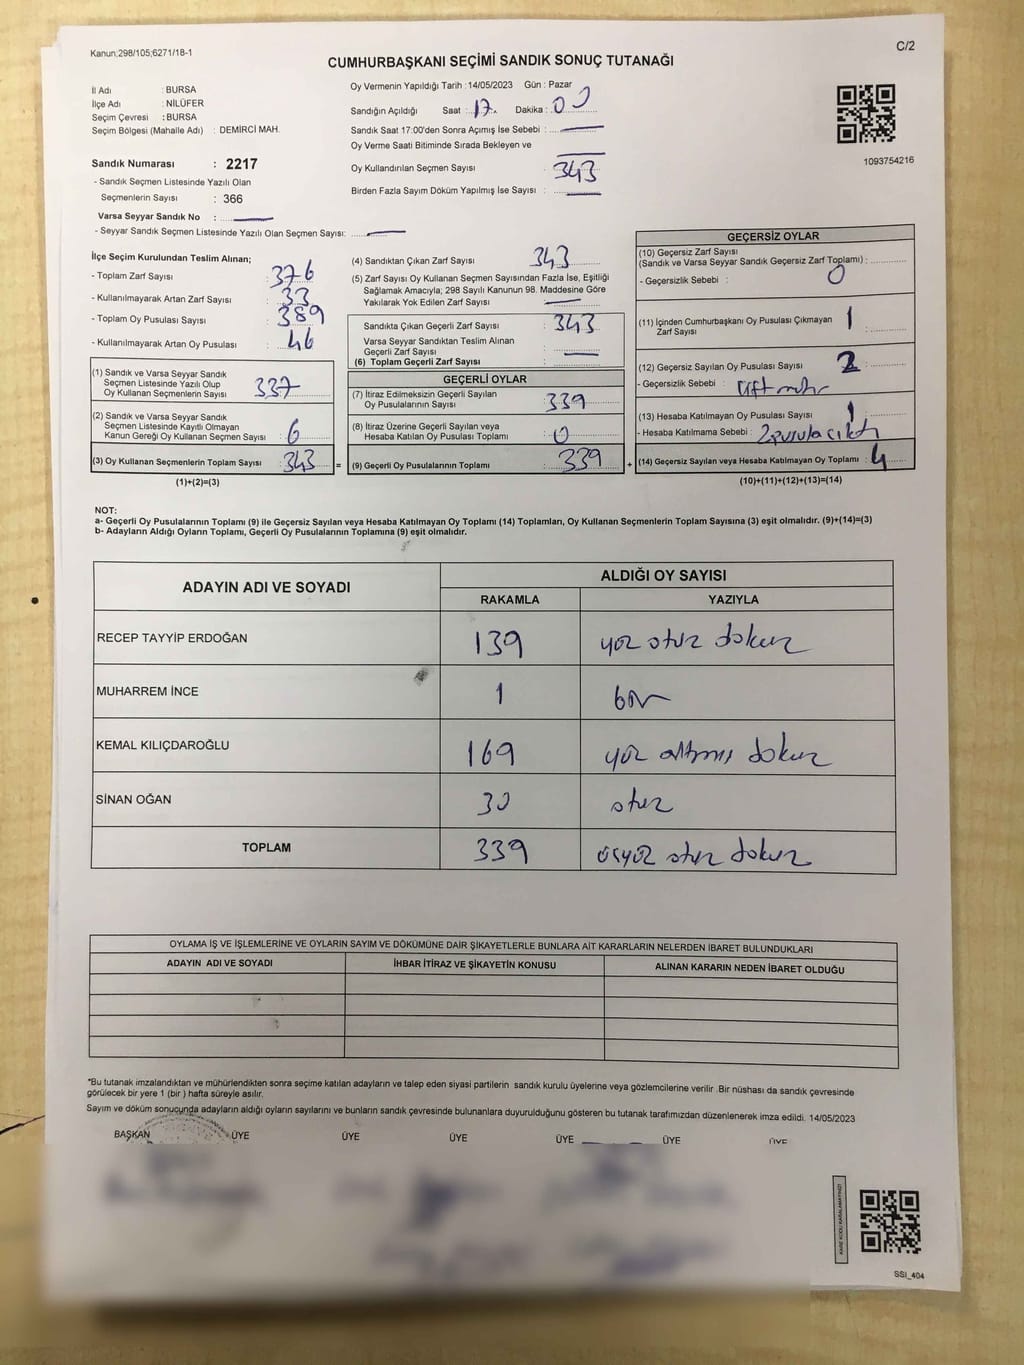 Kanun;298/105;6271/18-1
C/2
CUMHURBAŞKANI SEÇİMİ SANDIK SONUÇ TUTANAĞI
İl Adı : BURSA
İlçe Adı : NİLÜFER
Seçim Çevresi : BURSA
Seçim Bölgesi (Mahalle Adı) : DEMİRCİ MAH.
Sandık Numarası : 2217
- Sandık Seçmen Listesinde Yazılı Olan
Seçmenlerin Sayısı : 366
Varsa Seyyar Sandık No :
- Seyyar Sandık Seçmen Listesinde Yazılı Olan Seçmen Sayısı:
Oy Vermenin Yapıldığı Tarih :14/05/2023 Gün : Pazar
Sandığın Açıldığı Saat : 17 Dakika : 00
Sandık Saat 17:00'den Sonra Açımış İse Sebebi :
Oy Verme Saati Bitiminde Sırada Bekleyen ve
Oy Kullandırılan Seçmen Sayısı 343
Birden Fazla Sayım Döküm Yapılmış İse Sayısı :
1093754216
İlçe Seçim Kurulundan Teslim Alınan;
- Toplam Zarf Sayısı : 376
- Kullanılmayarak Artan Zarf Sayısı : 33
- Toplam Oy Pusulası Sayısı : 389
- Kullanılmayarak Artan Oy Pusulası : 46
(1) Sandık ve Varsa Seyyar Sandık
Seçmen Listesinde Yazılı Olup
Oy Kullanan Seçmenlerin Sayısı : 337
(2) Sandık ve Varsa Seyyar Sandık
Seçmen Listesinde Kayıtlı Olmayan
Kanun Gereği Oy Kullanan Seçmen Sayısı : 6
(3) Oy Kullanan Seçmenlerin Toplam Sayısı : 343 =
(1)+(2)=(3)
(4) Sandıktan Çıkan Zarf Sayısı : 343
(5) Zarf Sayısı Oy Kullanan Seçmen Sayısından Fazla İse, Eşitliği
Sağlamak Amacıyla; 298 Sayılı Kanunun 98. Maddesine Göre
Yakılarak Yok Edilen Zarf Sayısı :
Sandıkta Çıkan Geçerli Zarf Sayısı : 343
Varsa Seyyar Sandıktan Teslim Alınan
Geçerli Zarf Sayısı :
(6) Toplam Geçerli Zarf Sayısı :
GEÇERLİ OYLAR
(7) İtiraz Edilmeksizin Geçerli Sayılan
Oy Pusulalarının Sayısı : 339
(8) İtiraz Üzerine Geçerli Sayılan veya
Hesaba Katılan Oy Pusulası Toplamı : 0
(9) Geçerli Oy Pusulalarının Toplamı : 339 +
GEÇERSİZ OYLAR
(10) Geçersiz Zarf Sayısı
(Sandık ve Varsa Seyyar Sandık Geçersiz Zarf Toplamı) :
- Geçersizlik Sebebi : 0
(11) İçinden Cumhurbaşkanı Oy Pusulası Çıkmayan 1
Zarf Sayısı :
(12) Geçersiz Sayılan Oy Pusulası Sayısı : 2
- Geçersizlik Sebebi : Çift mühr
(13) Hesaba Katılmayan Oy Pusulası Sayısı : 1
- Hesaba Katılmama Sebebi : 2 pusula çıktı
(14) Geçersiz Sayılan veya Hesaba Katılmayan Oy Toplamı : 4
(10)+(11)+(12)+(13)=(14)
NOT:
a- Geçerli Oy Pusulalarının Toplamı (9) ile Geçersiz Sayılan veya Hesaba Katılmayan Oy Toplamı (14) Toplamları, Oy Kullanan Seçmenlerin Toplam Sayısına (3) eşit olmalıdır. (9)+(14)=(3)
b- Adayların Aldığı Oyların Toplamı, Geçerli Oy Pusulalarının Toplamına (9) eşit olmalıdır.
ADAYIN ADI VE SOYADI
ALDIĞI OY SAYISI
RAKAMLA YAZIYLA
RECEP TAYYİP ERDOĞAN 139 yüz otuz dokuz
MUHARREM İNCE 1 bir
KEMAL KILIÇDAROĞLU 169 yüz altmış dokuz
SİNAN OĞAN 30 otuz
TOPLAM 339 üçyüz otuz dokuz
OYLAMA İŞ VE İŞLEMLERİNE VE OYLARIN SAYIM VE DÖKÜMÜNE DAİR ŞİKAYETLERLE BUNLARA AİT KARARLARIN NELERDEN İBARET BULUNDUKLARI
ADAYIN ADI VE SOYADI İHBAR İTİRAZ VE ŞİKAYETİN KONUSU ALINAN KARARIN NEDEN İBARET OLDUĞU
*Bu tutanak imzalandıktan ve mühürlendikten sonra seçime katılan adayların ve talep eden siyasi partilerin sandık kurulu üyelerine veya gözlemcilerine verilir .Bir nüshası da sandık çevresinde
görülecek bir yere 1 (bir ) hafta süreyle asılır.
Sayım ve döküm sonucunda adayların aldığı oyların sayılarını ve bunların sandık çevresinde bulunanlara duyurulduğunu gösteren bu tutanak tarafımızdan düzenlenerek imza edildi. 14/05/2023
BAŞKAN ÜYE ÜYE ÜYE ÜYE ÜYE ÜYE
KARE KODU KARALAMAYINIZ!
SSI_404